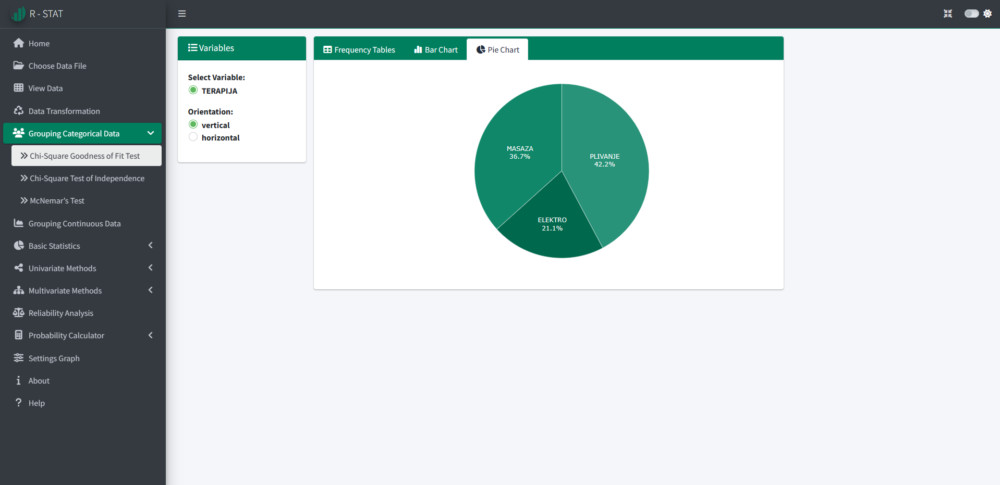 R - STAT
Home
Choose Data File
View Data
Data Transformation
Grouping Categorical Data
Chi-Square Goodness of Fit Test
Chi-Square Test of Independence
McNemar’s Test
Grouping Continuous Data
Basic Statistics
Univariate Methods
Multivariate Methods
Reliability Analysis
Probability Calculator
Settings Graph
About
Help
Variables
Select Variable:
TERAPIJA
Orientation:
vertical
horizontal
Frequency Tables
Bar Chart
Pie Chart
MASAZA
36.7%
PLIVANJE
42.2%
ELEKTRO
21.1%